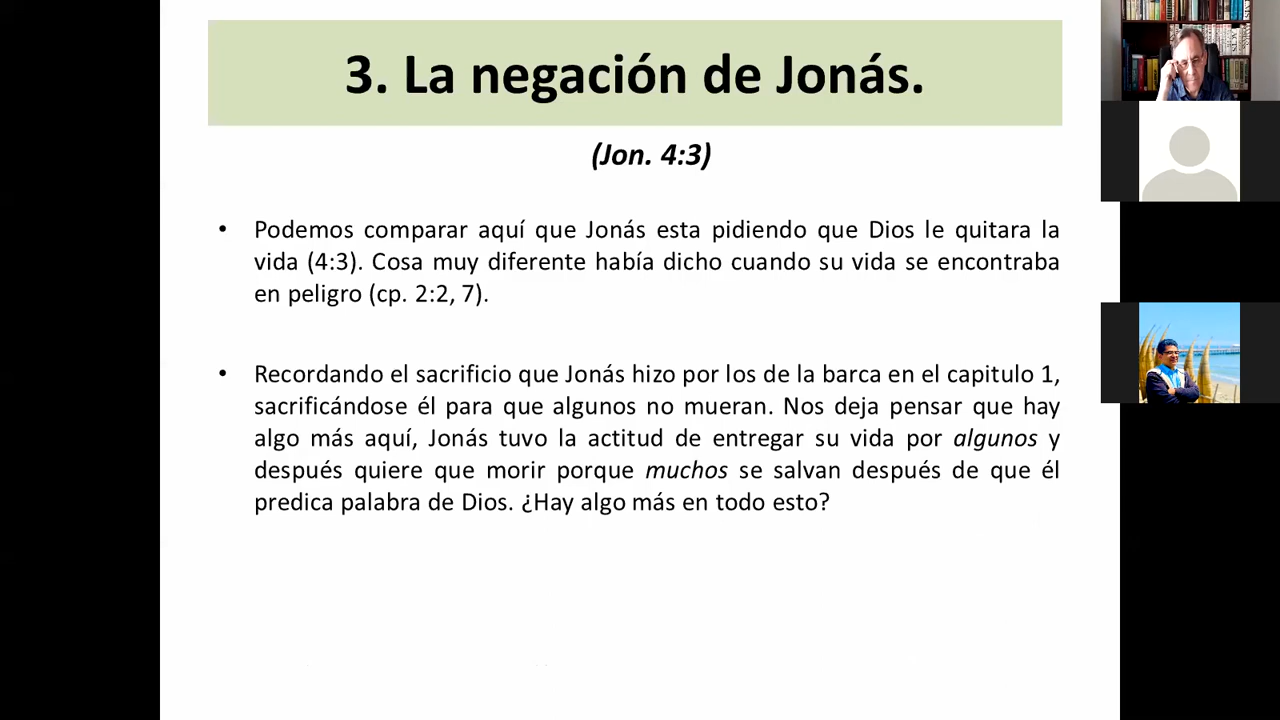 3. La negación de Jonás.
(Jon. 4:3)
• Podemos comparar aquí que Jonás esta pidiendo que Dios le quitara la
vida (4:3). Cosa muy diferente había dicho cuando su vida se encontraba
en peligro (cp. 2:2, 7).
• Recordando el sacrificio que Jonás hizo por los de la barca en el capitulo 1,
sacrificándose él para que algunos no mueran. Nos deja pensar que hay
algo más aquí, Jonás tuvo la actitud de entregar su vida por algunos y
después quiere que morir porque muchos se salvan después de que él
predica palabra de Dios. ¿Hay algo más en todo esto?